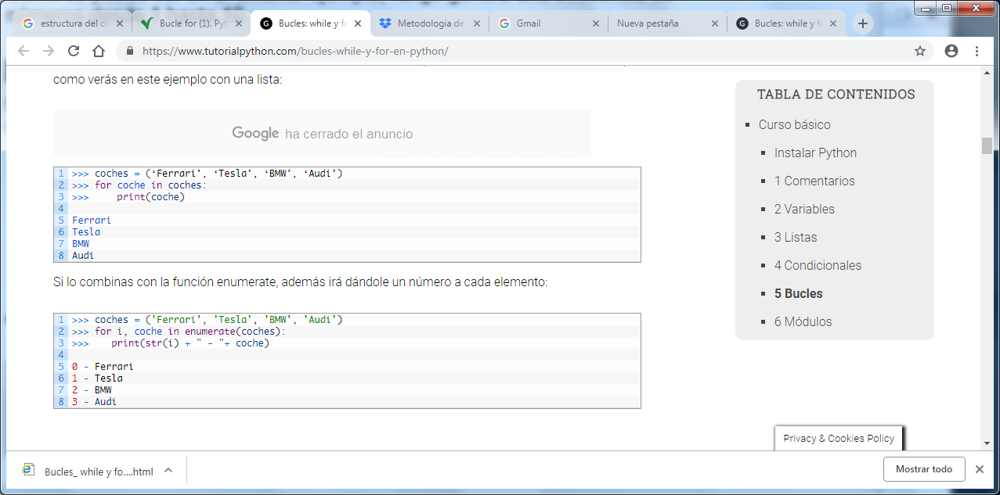 estructura del ci
Bucle for (1). Pyt
Bucles: while y fo
Metodologia de
Gmail
Nueva pestaña
Bucles: while y f
https://www.tutorialpython.com/bucles-while-y-for-en-python/
como verás en este ejemplo con una lista:
Google ha cerrado el anuncio
1 >>> coches = (‘Ferrari’, ‘Tesla’, ‘BMW’, ‘Audi’)
2 >>> for coche in coches:
3 >>>     print(coche)
4
5 Ferrari
6 Tesla
7 BMW
8 Audi
Si lo combinas con la función enumerate, además irá dándole un número a cada elemento:
1 >>> coches = ('Ferrari', 'Tesla', 'BMW', 'Audi')
2 >>> for i, coche in enumerate(coches):
3 >>>    print(str(i) + " - "+ coche)
4
5 0 - Ferrari
6 1 - Tesla
7 2 - BMW
8 3 - Audi
TABLA DE CONTENIDOS
Curso básico
Instalar Python
1 Comentarios
2 Variables
3 Listas
4 Condicionales
5 Bucles
6 Módulos
Privacy & Cookies Policy
Bucles_ while y fo....html
Mostrar todo